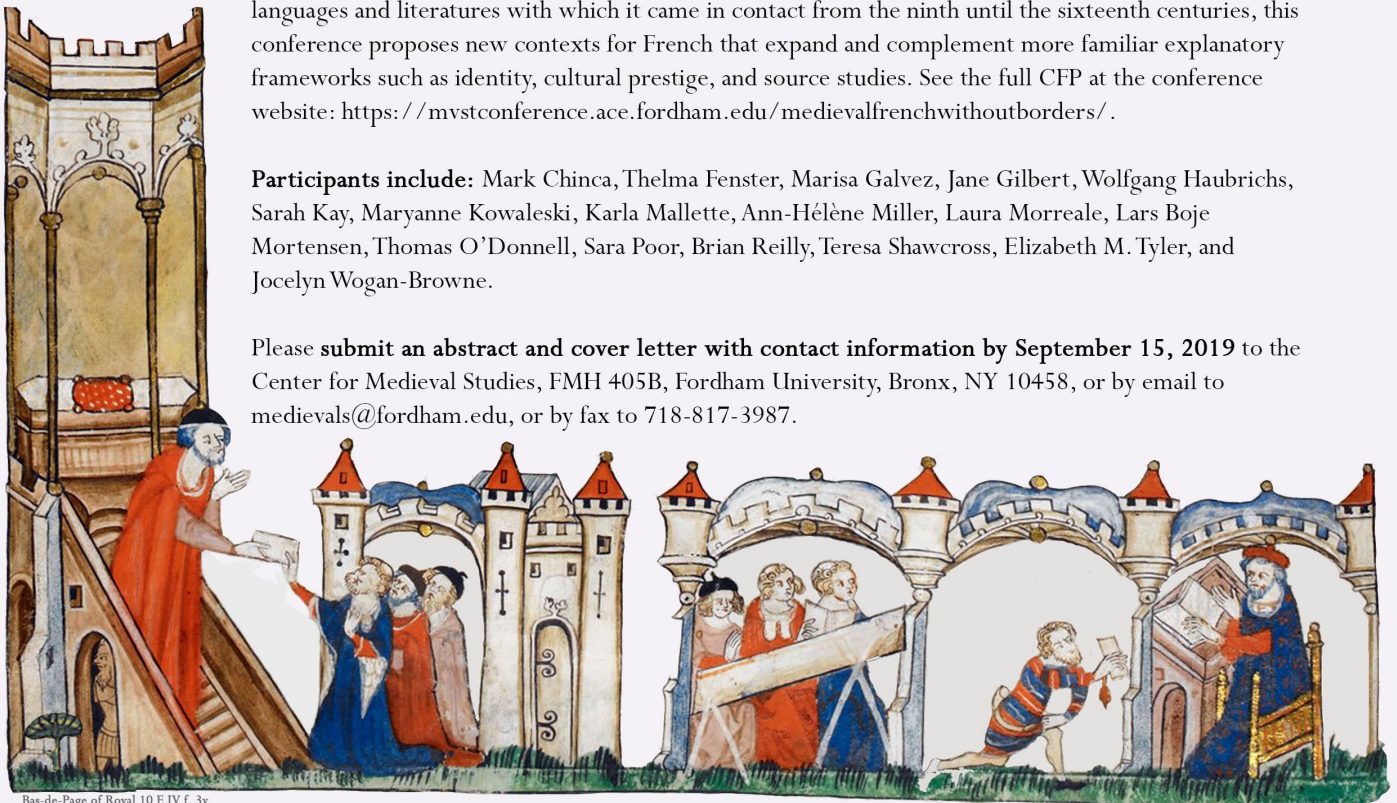 languages and literatures with which it came in contact from the ninth until the sixteenth centuries, this
conference proposes new contexts for French that expand and complement more familiar explanatory
frameworks such as identity, cultural prestige, and source studies. See the full CFP at the conference
website: https://mvstconference.ace.fordham.edu/medievalfrenchwithoutborders/.
Participants include: Mark Chinca, Thelma Fenster, Marisa Galvez, Jane Gilbert, Wolfgang Haubrichs,
Sarah Kay, Maryanne Kowaleski, Karla Mallette, Ann-Hélène Miller, Laura Morreale, Lars Boje
Mortensen, Thomas O’Donnell, Sara Poor, Brian Reilly, Teresa Shawcross, Elizabeth M. Tyler, and
Jocelyn Wogan-Browne.
Please submit an abstract and cover letter with contact information by September 15, 2019 to the
Center for Medieval Studies, FMH 405B, Fordham University, Bronx, NY 10458, or by email to
medievals@fordham.edu, or by fax to 718-817-3987.
Bas-de-Page of Royal 10 E IV f. 3v